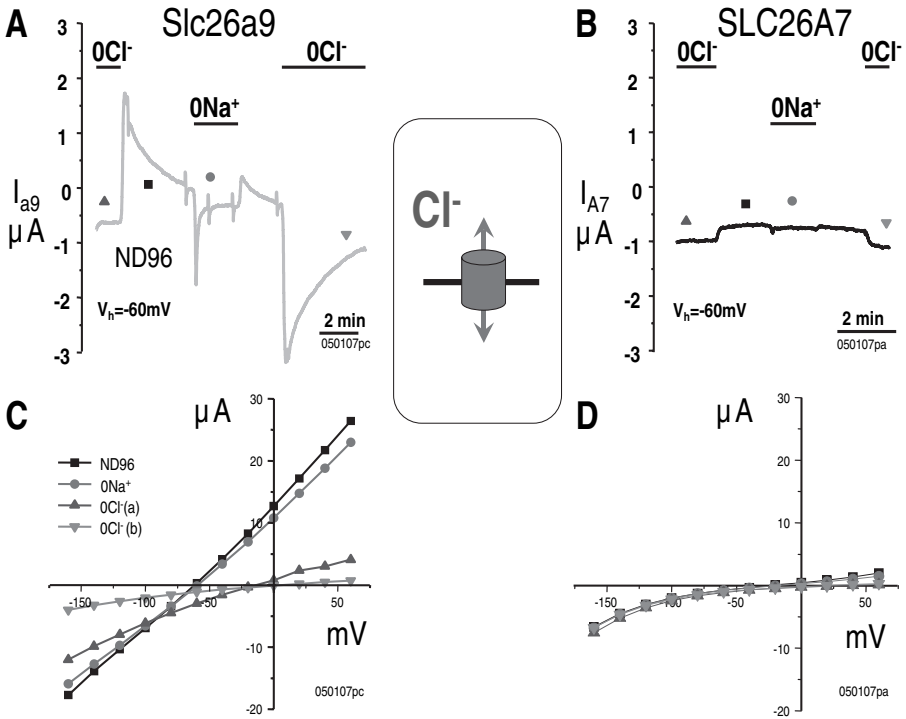 A
Slc26a9
3
2
1
0
-1
-2
-3
I a9
µA
0Cl-
0Na+
0Cl-
ND96
Vh=-60mV
2 min
050107pc
Cl-
B
SLC26A7
3
2
1
0
-1
-2
-3
I A7
µA
0Cl-
0Na+
0Cl-
Vh=-60mV
2 min
050107pa
C
µA
30
20
10
-10
-20
-150
-100
-50
50
mV
ND96
0Na+
0Cl-(a)
0Cl-(b)
050107pc
D
µA
30
20
10
-10
-20
-150
-100
-50
50
mV
050107pa